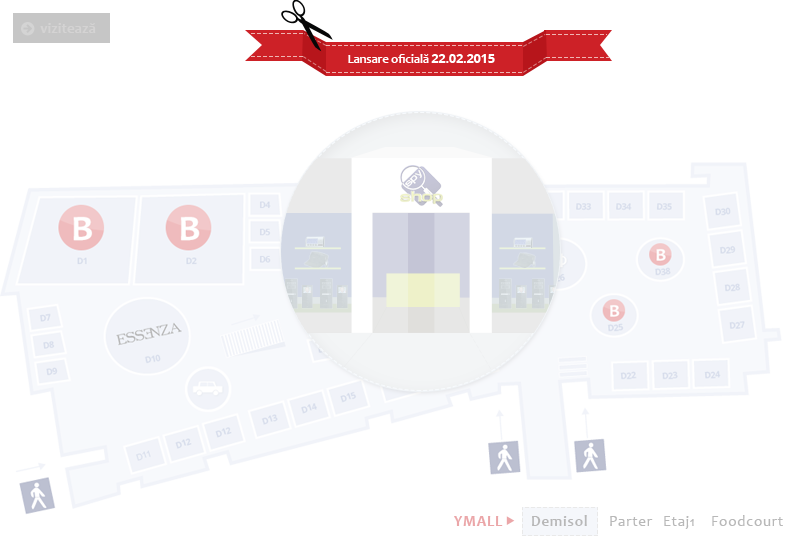 vizitează
Lansare oficială 22.02.2015
spy
shop
B
B
D1
D2
D4
D5
D6
D33
D34
D35
D30
D29
D28
D27
B
D38
B
D25
D7
D8
D9
ESSENZA
D10
D22
D23
D24
D11
D12
D12
D13
D14
D15
YMALL
Demisol
Parter
Etaj1
Foodcourt